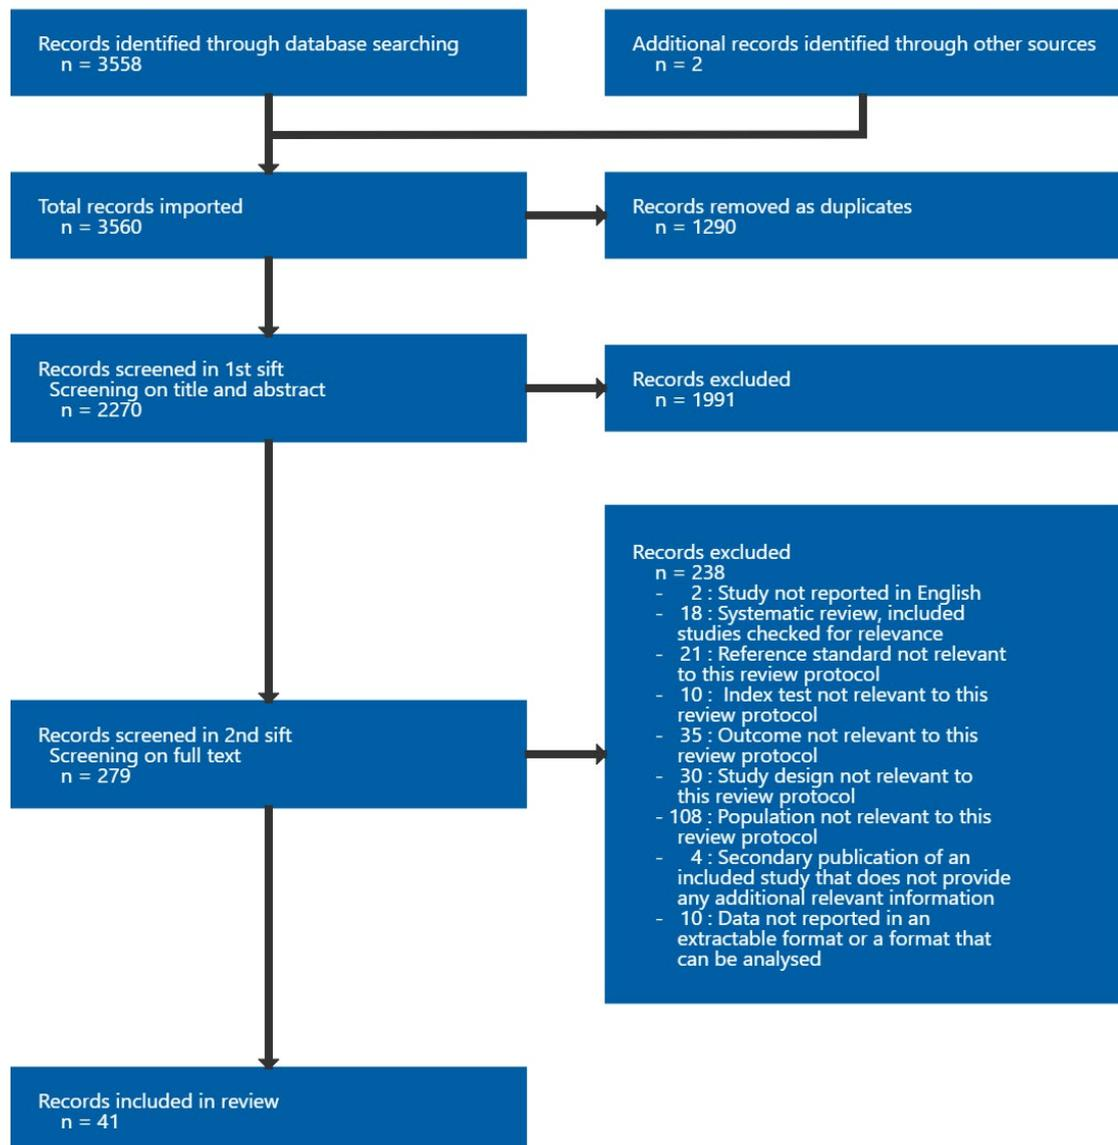 Records identified through database searching
n = 3558
Additional records identified through other sources
n = 2
Total records imported
n = 3560
Records removed as duplicates
n = 1290
Records screened in 1st sift
Screening on title and abstract
n = 2270
Records excluded
n = 1991
Records screened in 2nd sift
Screening on full text
n = 279
Records excluded
n = 238
- 2 : Study not reported in English
- 18 : Systematic review, included
studies checked for relevance
- 21 : Reference standard not relevant
to this review protocol
- 10 : Index test not relevant to this
review protocol
- 35 : Outcome not relevant to this
review protocol
- 30 : Study design not relevant to
this review protocol
- 108 : Population not relevant to this
review protocol
- 4 : Secondary publication of an
included study that does not provide
any additional relevant information
- 10 : Data not reported in an
extractable format or a format that
can be analysed
Records included in review
n = 41